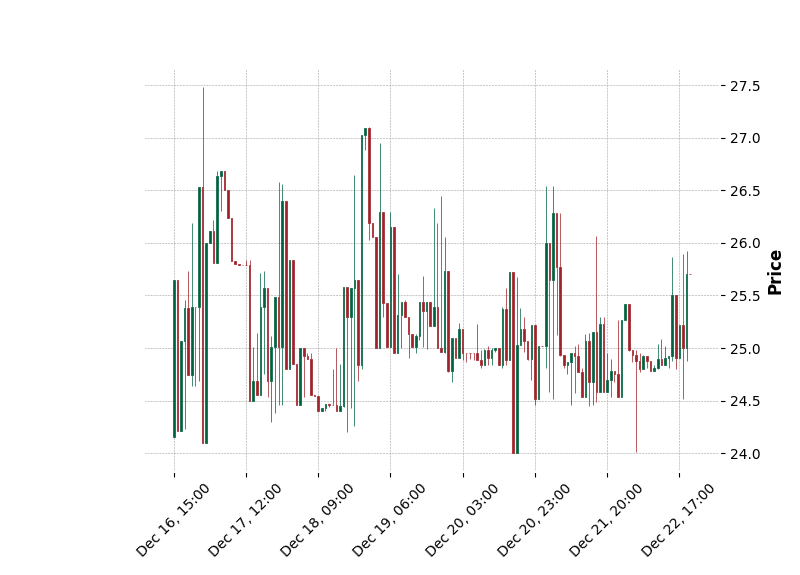 27.5
27.0
26.5
26.0
25.5
25.0
24.5
24.0
Price
Dec 16, 15:00
Dec 17, 12:00
Dec 18, 09:00
Dec 19, 06:00
Dec 20, 03:00
Dec 20, 23:00
Dec 21, 20:00
Dec 22, 17:00